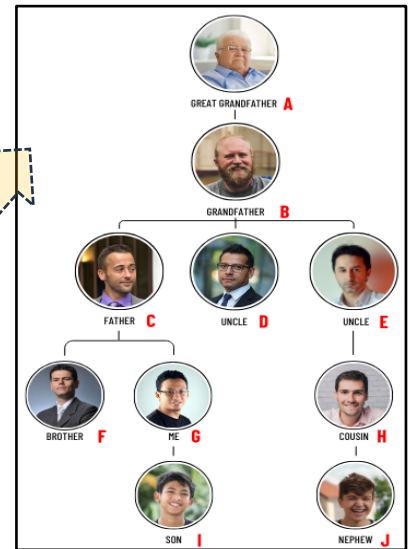 GREAT GRANDFATHER A
GRANDFATHER B
FATHER C UNCLE D UNCLE E
BROTHER F ME G COUSIN H
SON I NEPHEW J